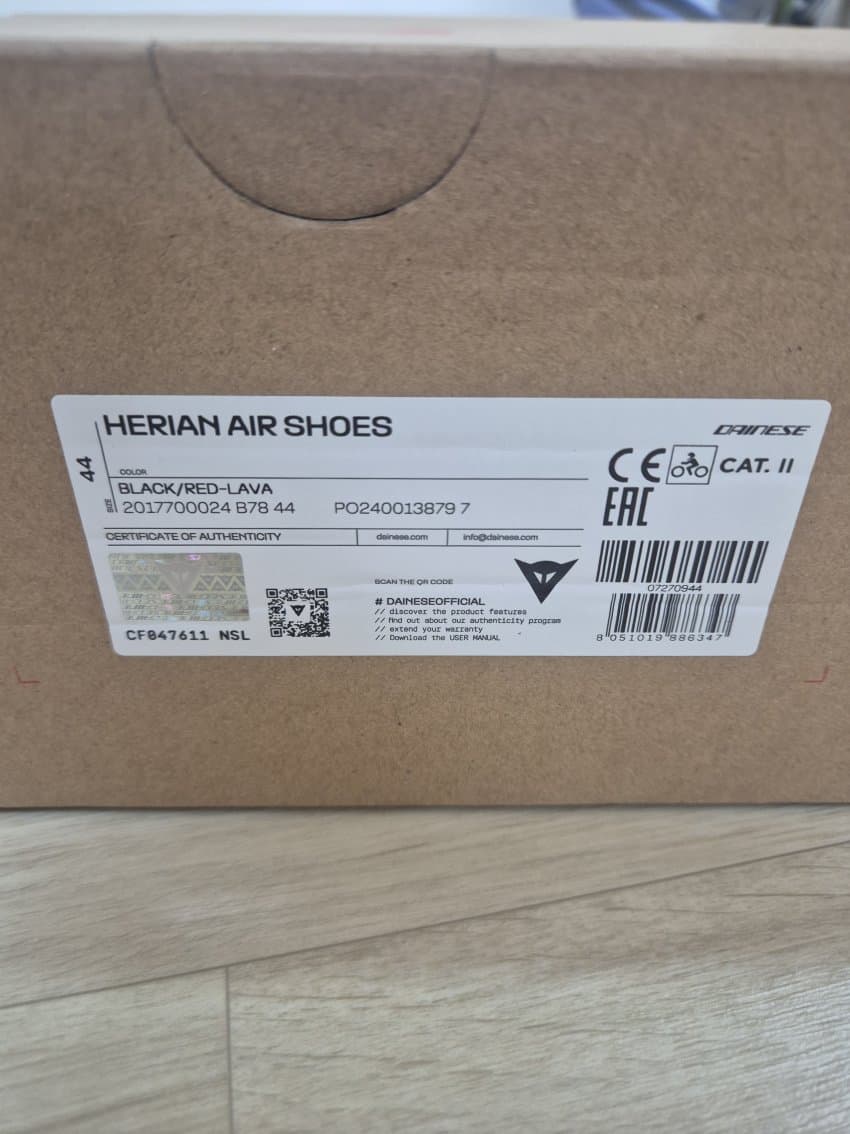 HERIAN AIR SHOES
DAINESE
44
SIZE
COLOR
BLACK/RED-LAVA
2017700024 B78 44 PO240013879 7
CE CAT. II
EAC
CERTIFICATE OF AUTHENTICITY dainese.com info@dainese.com
CF047611 NSL
SCAN THE QR CODE
# DAINESEOFFICIAL
// discover the product features
// find out about our authenticity program
// extend your warranty
// Download the USER MANUAL
07270944
8 051019 886347